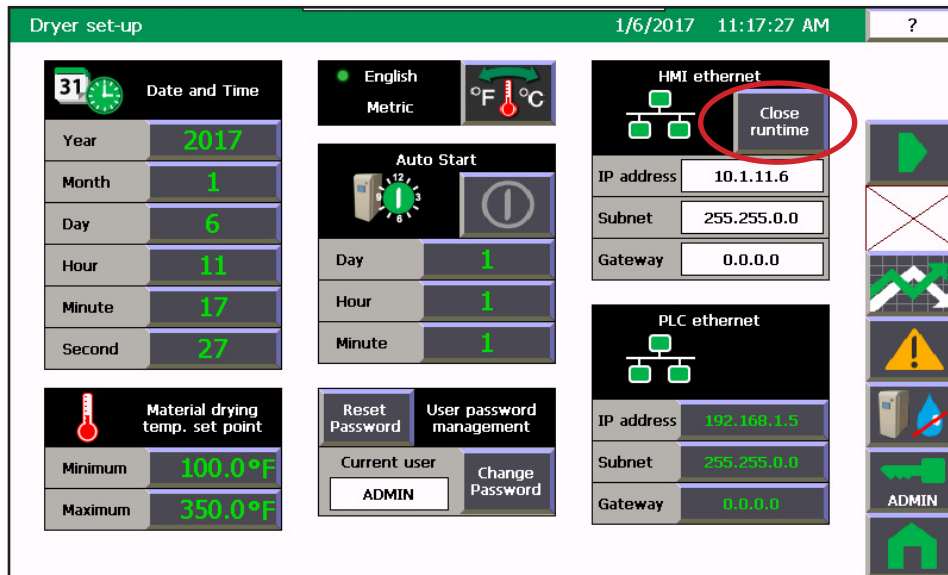 Dryer set-up
1/6/2017 11:17:27 AM
?
31
Date and Time
Year 2017
Month 1
Day 6
Hour 11
Minute 17
Second 27
Material drying
temp. set point
Minimum 100.0°F
Maximum 350.0°F
English
Metric
°F °C
Auto Start
12
3
6
9
Day 1
Hour 1
Minute 1
Reset
Password
User password
management
Current user
ADMIN
Change
Password
HMI ethernet
Close
runtime
IP address 10.1.11.6
Subnet 255.255.0.0
Gateway 0.0.0.0
PLC ethernet
IP address 192.168.1.5
Subnet 255.255.0.0
Gateway 0.0.0.0
ADMIN